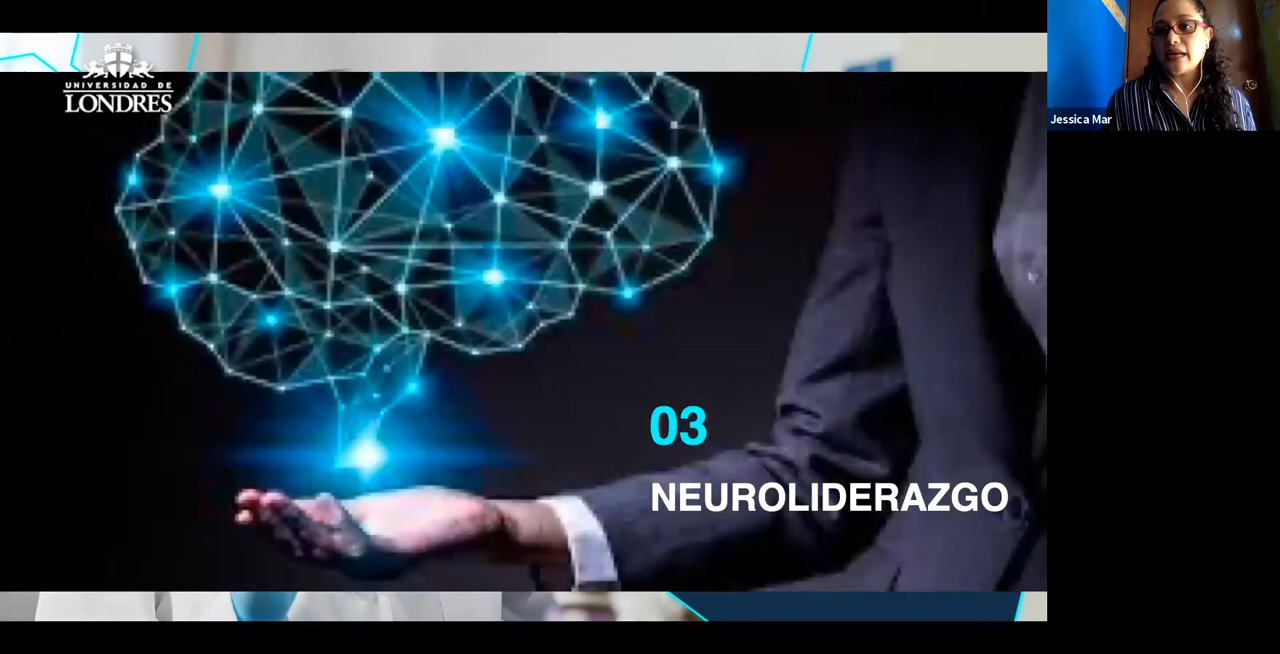 UNIVERSIDAD DE
LONDRES
Jessica Mar
03
NEUROLIDERAZGO